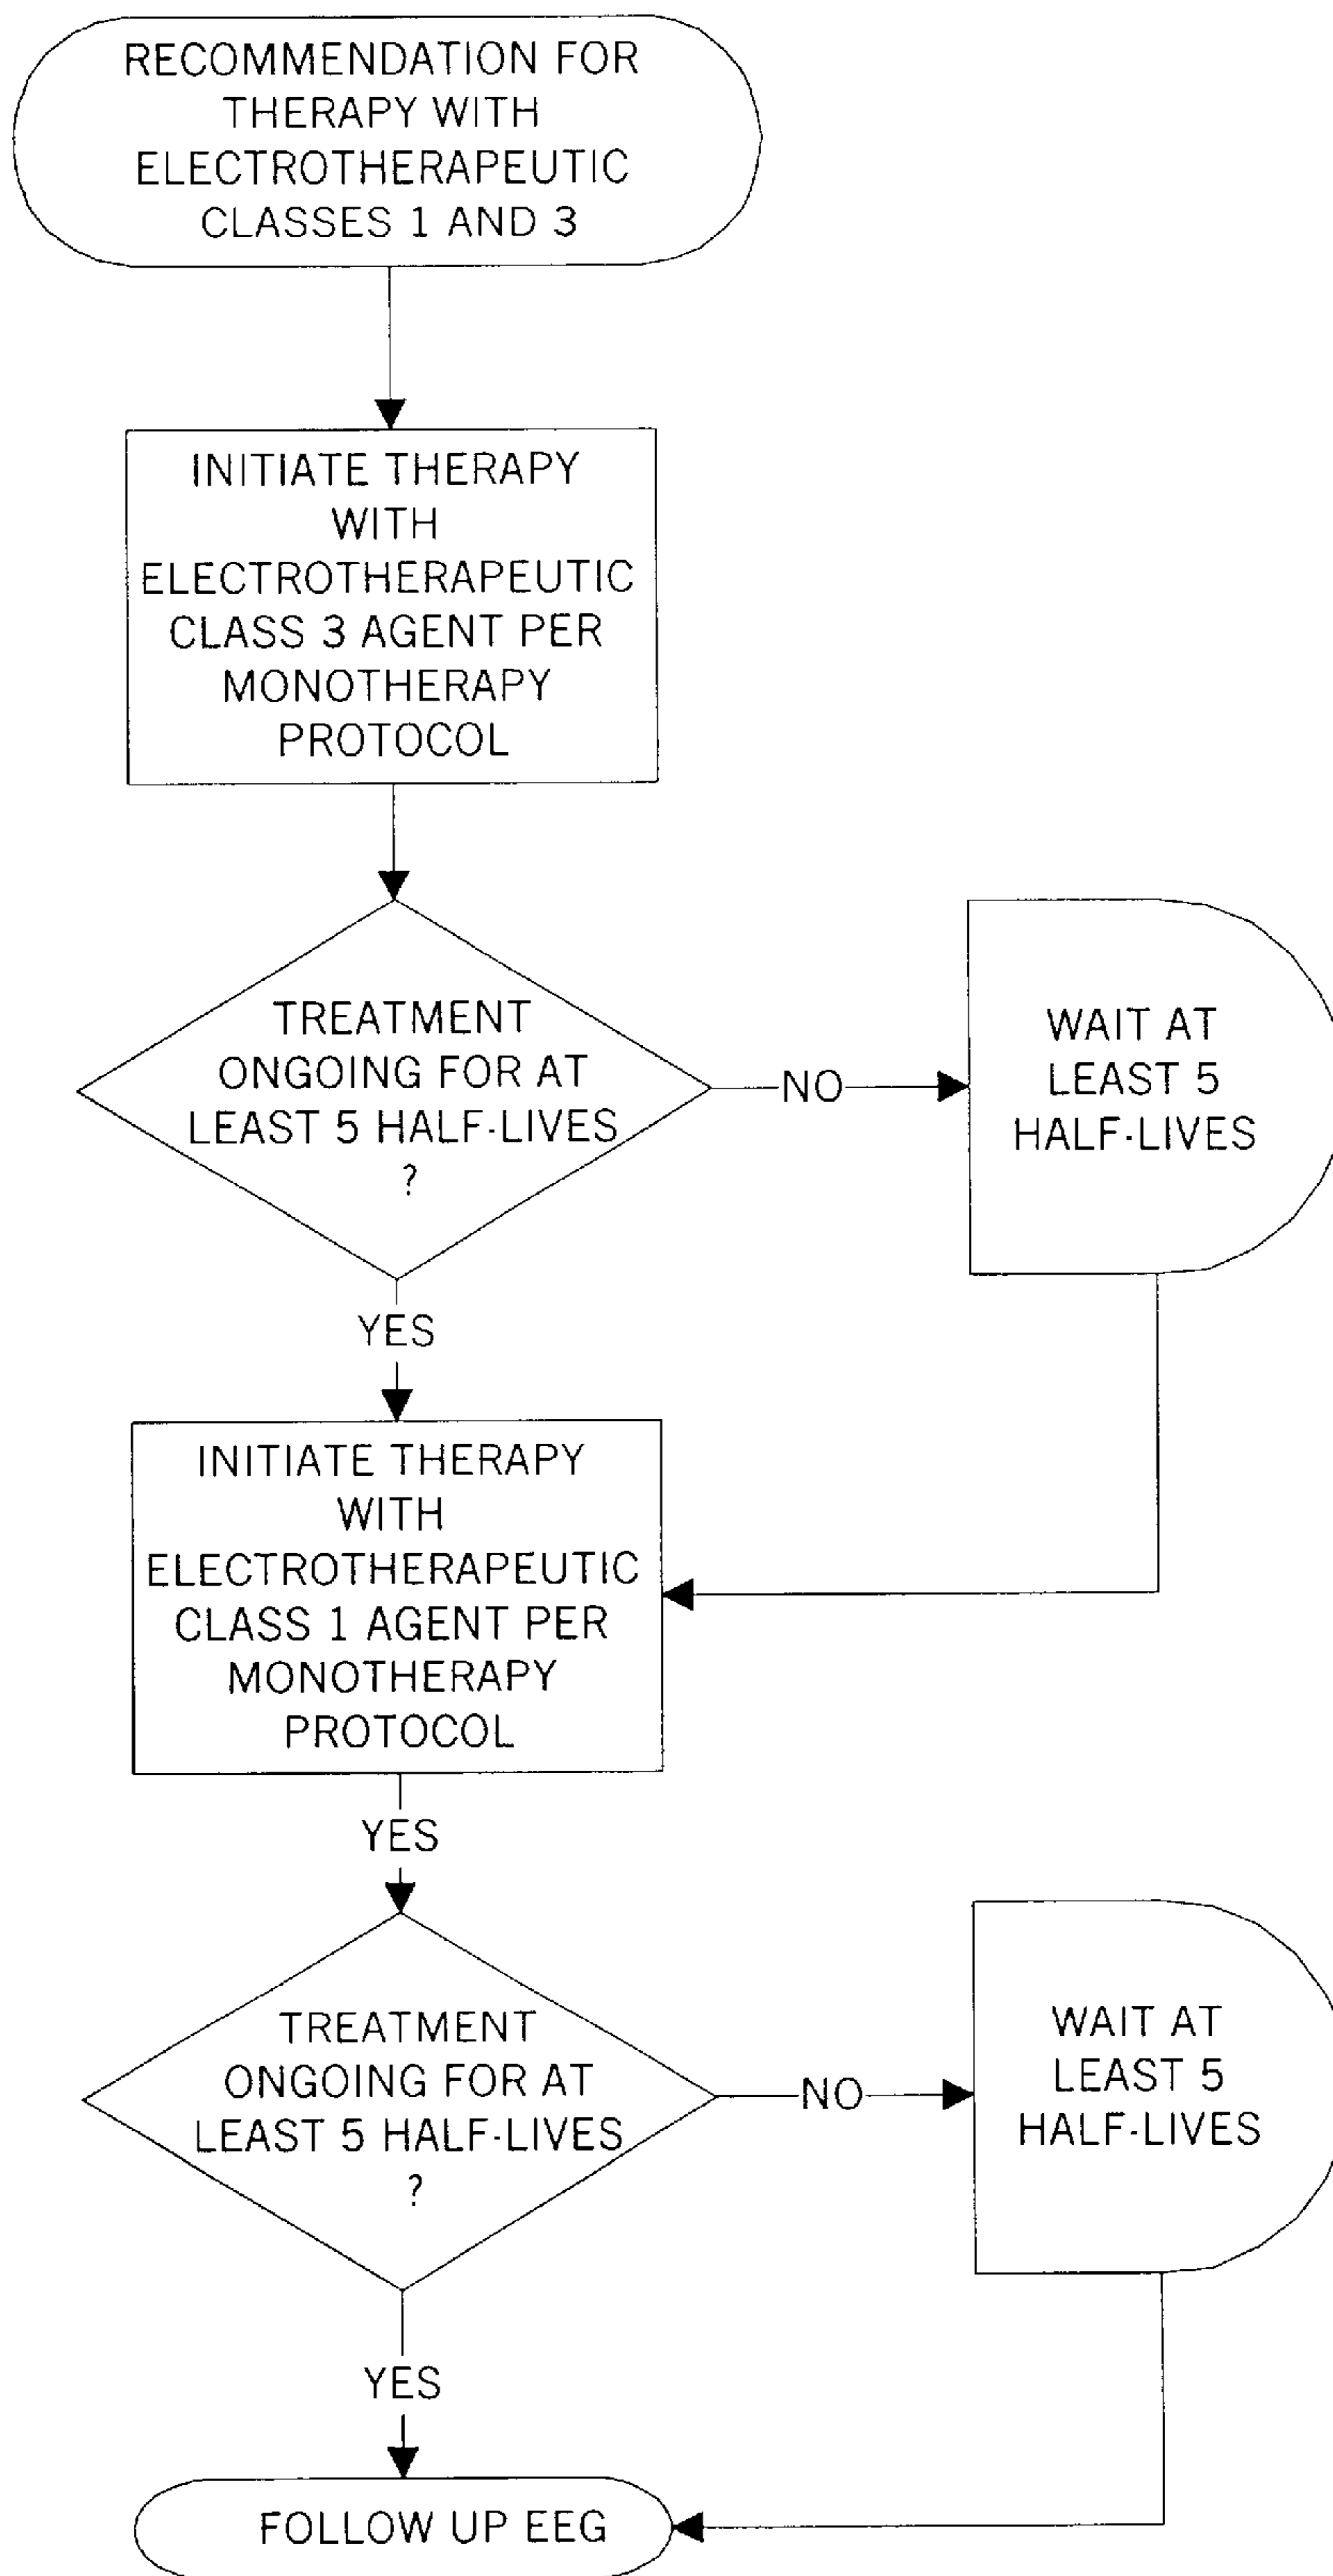 RECOMMENDATION FOR
THERAPY WITH
ELECTROTHERAPEUTIC
CLASSES 1 AND 3
INITIATE THERAPY
WITH
ELECTROTHERAPEUTIC
CLASS 3 AGENT PER
MONOTHERAPY
PROTOCOL
TREATMENT
ONGOING FOR AT
LEAST 5 HALF-LIVES
?
NO
WAIT AT
LEAST 5
HALF-LIVES
YES
INITIATE THERAPY
WITH
ELECTROTHERAPEUTIC
CLASS 1 AGENT PER
MONOTHERAPY
PROTOCOL
YES
TREATMENT
ONGOING FOR AT
LEAST 5 HALF-LIVES
?
NO
WAIT AT
LEAST 5
HALF-LIVES
YES
FOLLOW UP EEG